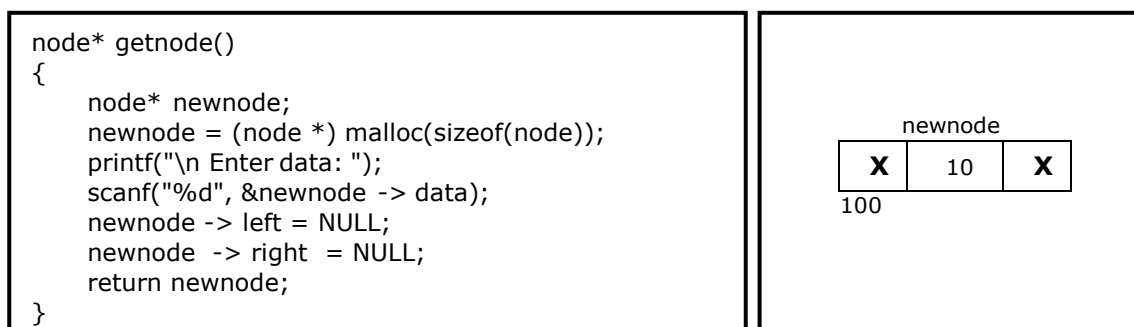 node* getnode()
{
node* newnode;
newnode = (node *) malloc(sizeof(node));
printf("\n Enter data: ");
scanf("%d", &newnode -> data);
newnode -> left = NULL;
newnode -> right = NULL;
return newnode;
}
newnode
X 10 X
100